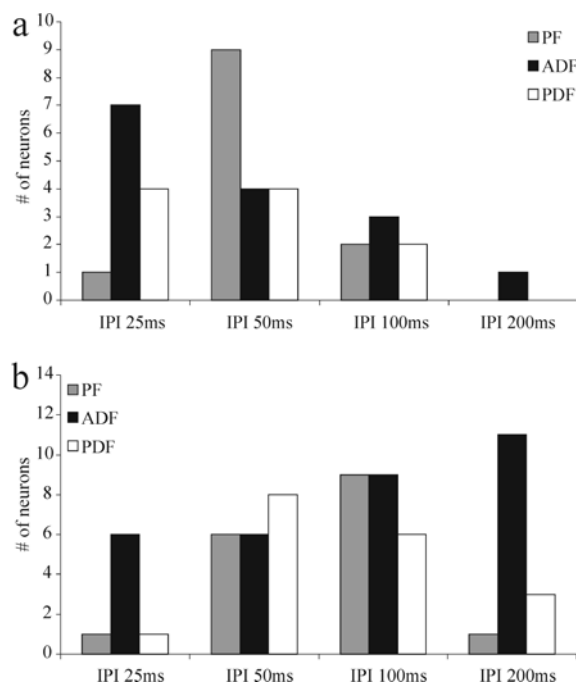 a
PF
ADF
PDF
# of neurons
10
9
8
7
6
5
4
3
2
1
0
IPI 25ms IPI 50ms IPI 100ms IPI 200ms
b
PF
ADF
PDF
# of neurons
14
12
10
8
6
4
2
0
IPI 25ms IPI 50ms IPI 100ms IPI 200ms